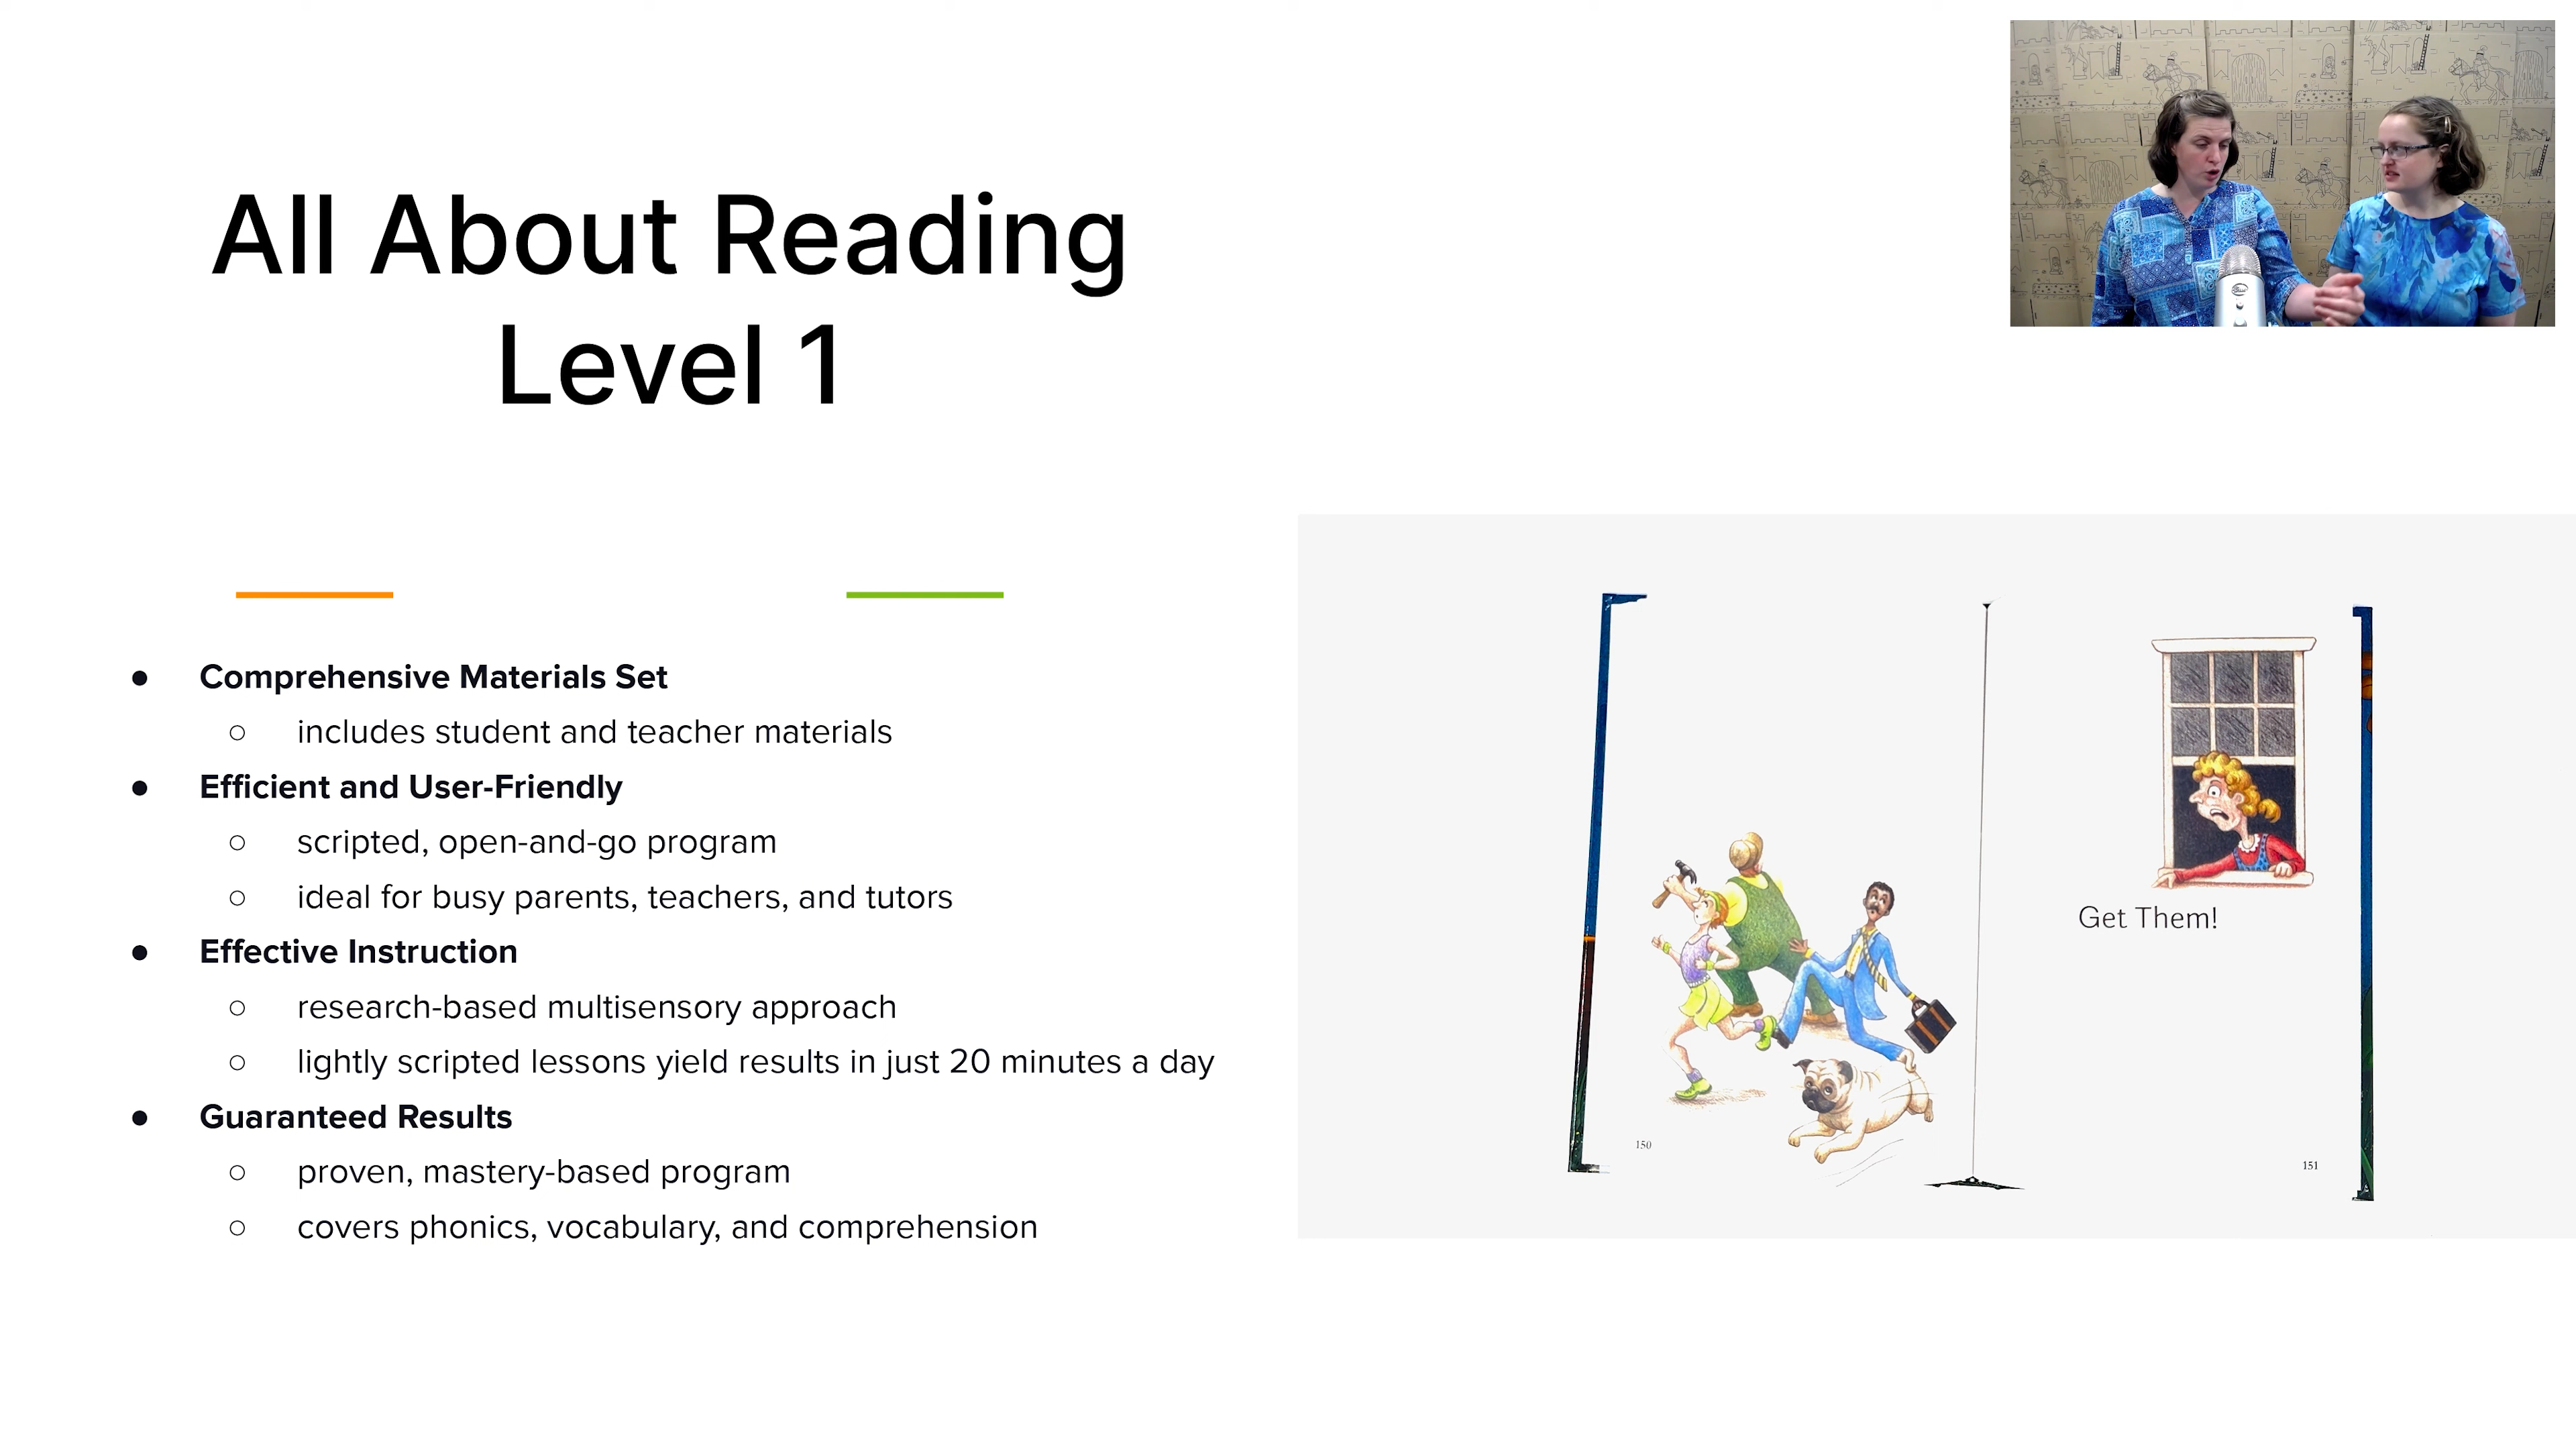 All About Reading
Level 1
● Comprehensive Materials Set
○ includes student and teacher materials
● Efficient and User-Friendly
○ scripted, open-and-go program
○ ideal for busy parents, teachers, and tutors
● Effective Instruction
○ research-based multisensory approach
○ lightly scripted lessons yield results in just 20 minutes a day
● Guaranteed Results
○ proven, mastery-based program
○ covers phonics, vocabulary, and comprehension
Get Them!
150
151